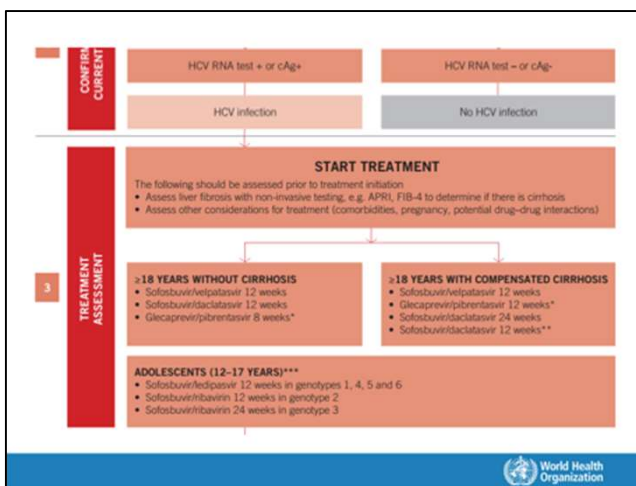 CONFIRM
CURRENT
HCV RNA test + or cAg+
HCV RNA test – or cAg-
HCV infection
No HCV infection
3
TREATMENT
ASSESSMENT
START TREATMENT
The following should be assessed prior to treatment initiation
• Assess liver fibrosis with non-invasive testing, e.g. APRI, FIB-4 to determine if there is cirrhosis
• Assess other considerations for treatment (comorbidities, pregnancy, potential drug–drug interactions)
≥18 YEARS WITHOUT CIRRHOSIS
• Sofosbuvir/velpatasvir 12 weeks
• Sofosbuvir/daclatasvir 12 weeks
• Glecaprevir/pibrentasvir 8 weeks*
≥18 YEARS WITH COMPENSATED CIRRHOSIS
• Sofosbuvir/velpatasvir 12 weeks
• Glecaprevir/pibrentasvir 12 weeks*
• Sofosbuvir/daclatasvir 24 weeks
• Sofosbuvir/daclatasvir 12 weeks**
ADOLESCENTS (12–17 YEARS)***
• Sofosbuvir/ledipasvir 12 weeks in genotypes 1, 4, 5 and 6
• Sofosbuvir/ribavirin 12 weeks in genotype 2
• Sofosbuvir/ribavirin 24 weeks in genotype 3
World Health
Organization